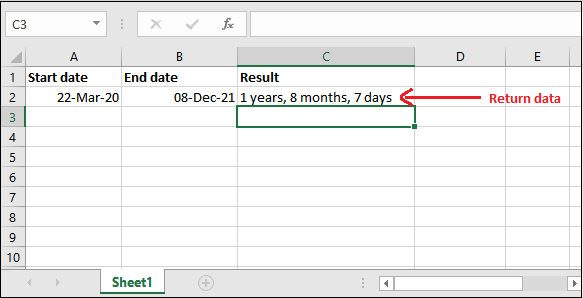 C3 fx
A B C D E
1 Start date End date Result
2 22-Mar-20 08-Dec-21 1 years, 8 months, 7 days Return data
3
4
5
6
7
8
9
10
Sheet1